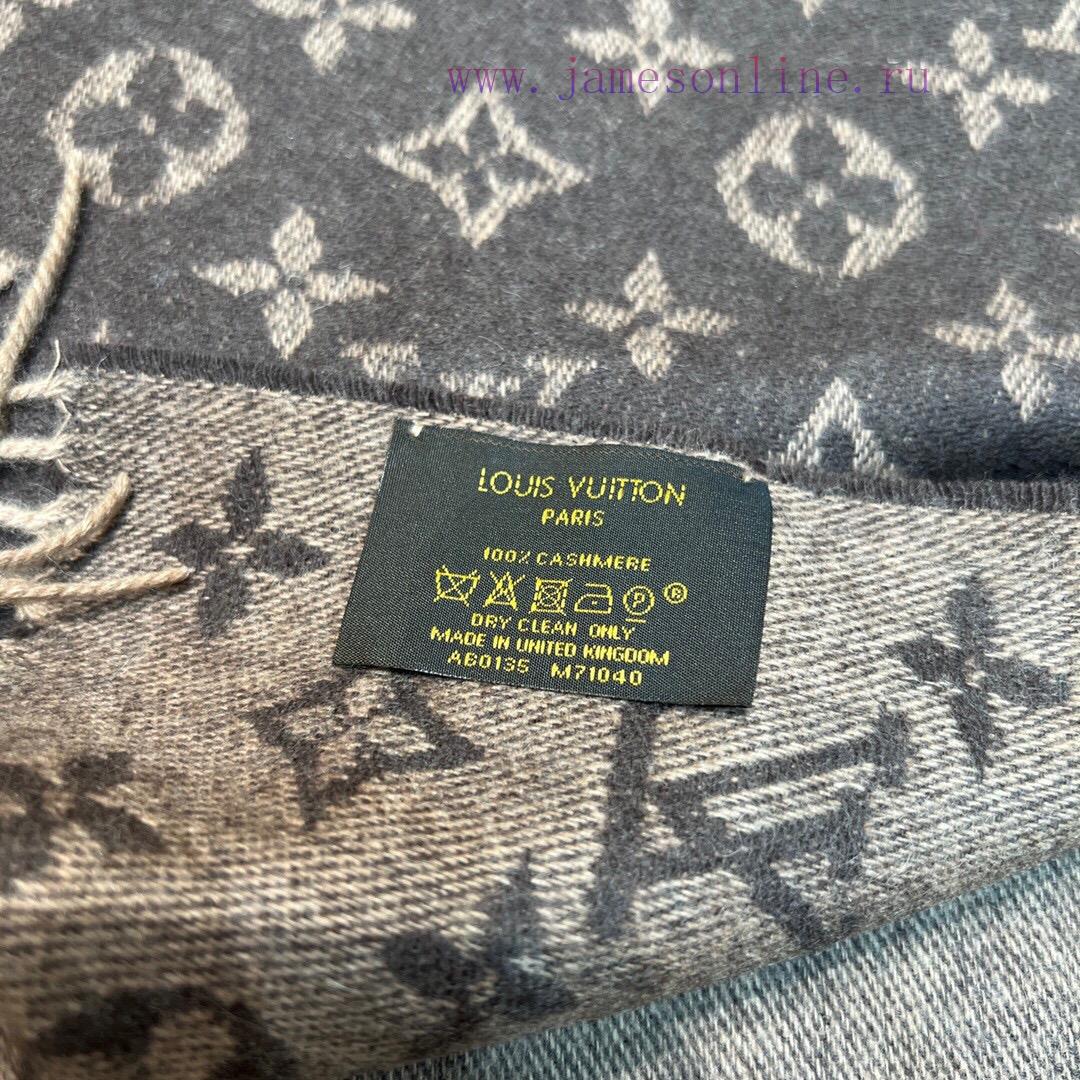 www.jamesonline.ru
LOUIS VUITTON
PARIS
100% CASHMERE
P ®
DRY CLEAN ONLY
MADE IN UNITED KINGDOM
AB0135 M71040